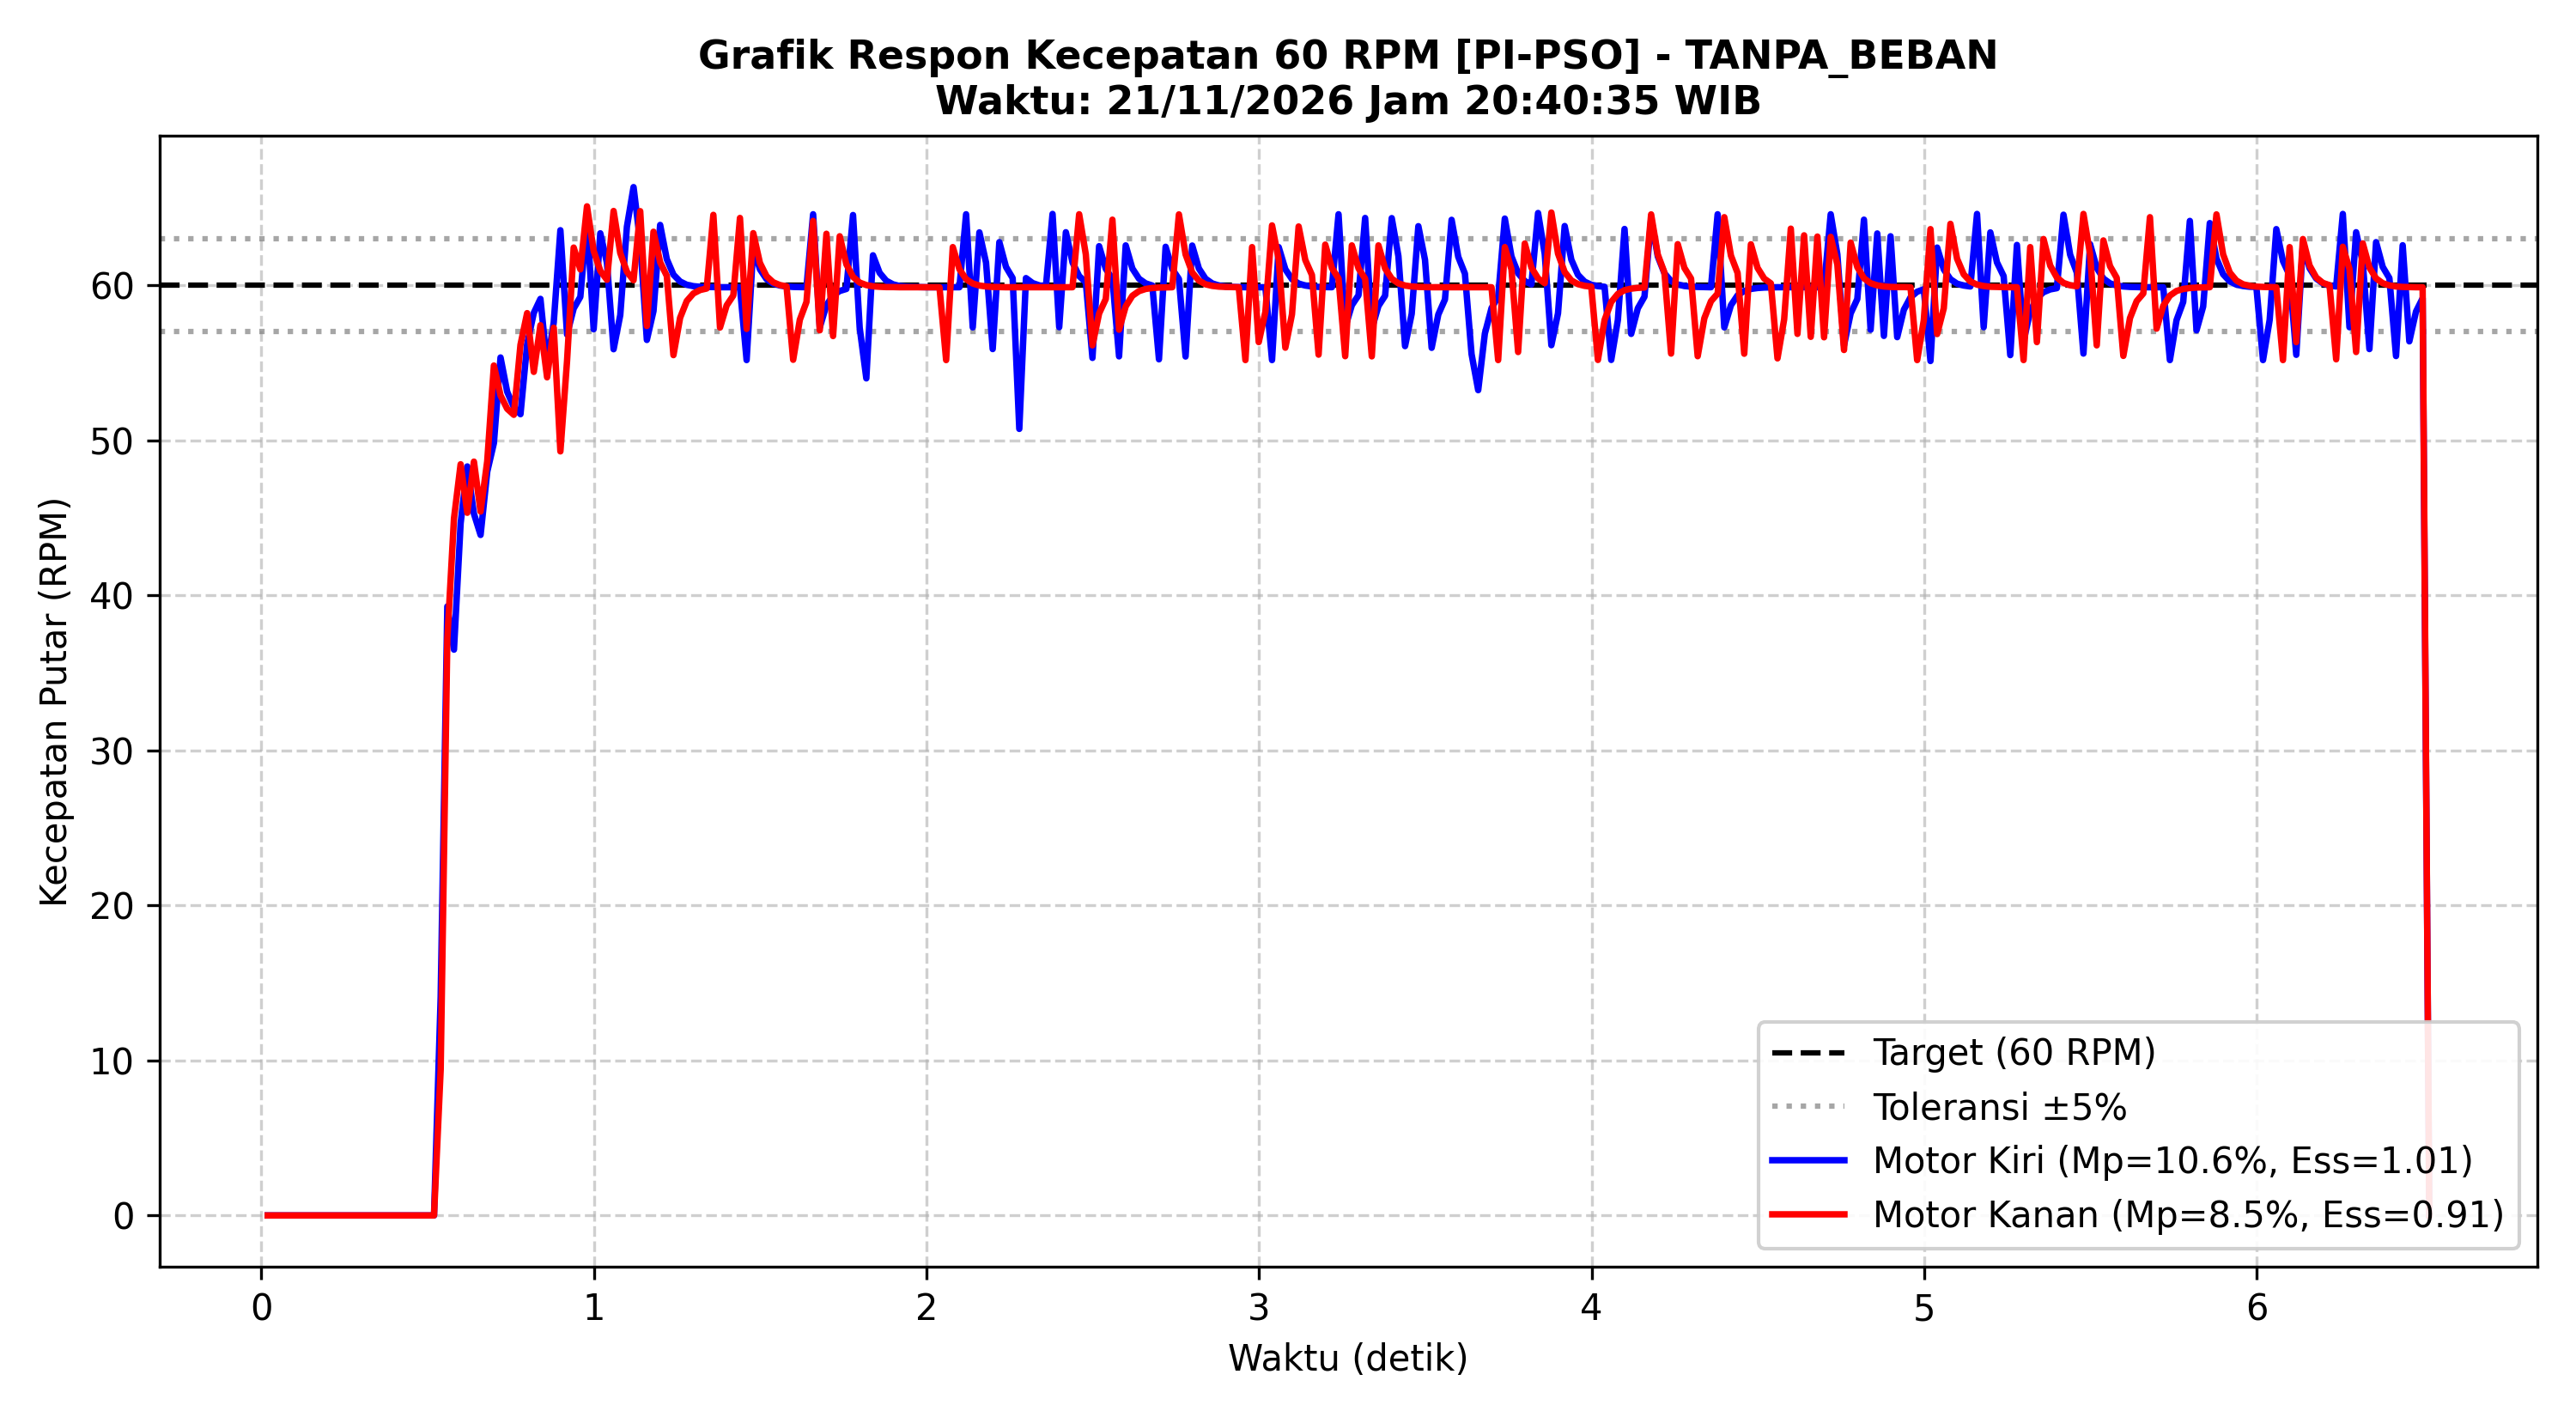 Grafik Respon Kecepatan 60 RPM [PI-PSO] - TANPA_BEBAN
Waktu: 21/11/2026 Jam 20:40:35 WIB
Kecepatan Putar (RPM)
60
50
40
30
20
10
0
0 1 2 3 4 5 6
Waktu (detik)
Target (60 RPM)
Toleransi ±5%
Motor Kiri (Mp=10.6%, Ess=1.01)
Motor Kanan (Mp=8.5%, Ess=0.91)